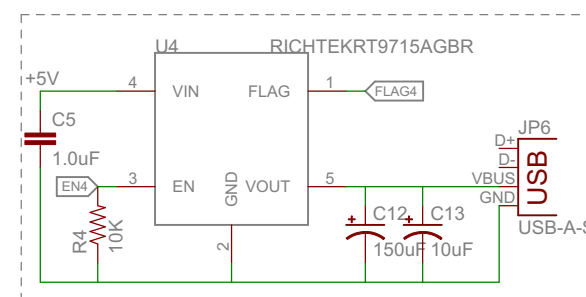 U4
RICHTEKRT9715AGBR
+5V
4
VIN
FLAG
1
FLAG4
C5
1.0uF
JP6
D+
D-
VBUS
GND
USB
USB-A-S
EN4
3
EN
GND
VOUT
5
R4
10K
2
C12
150uF
C13
10uF